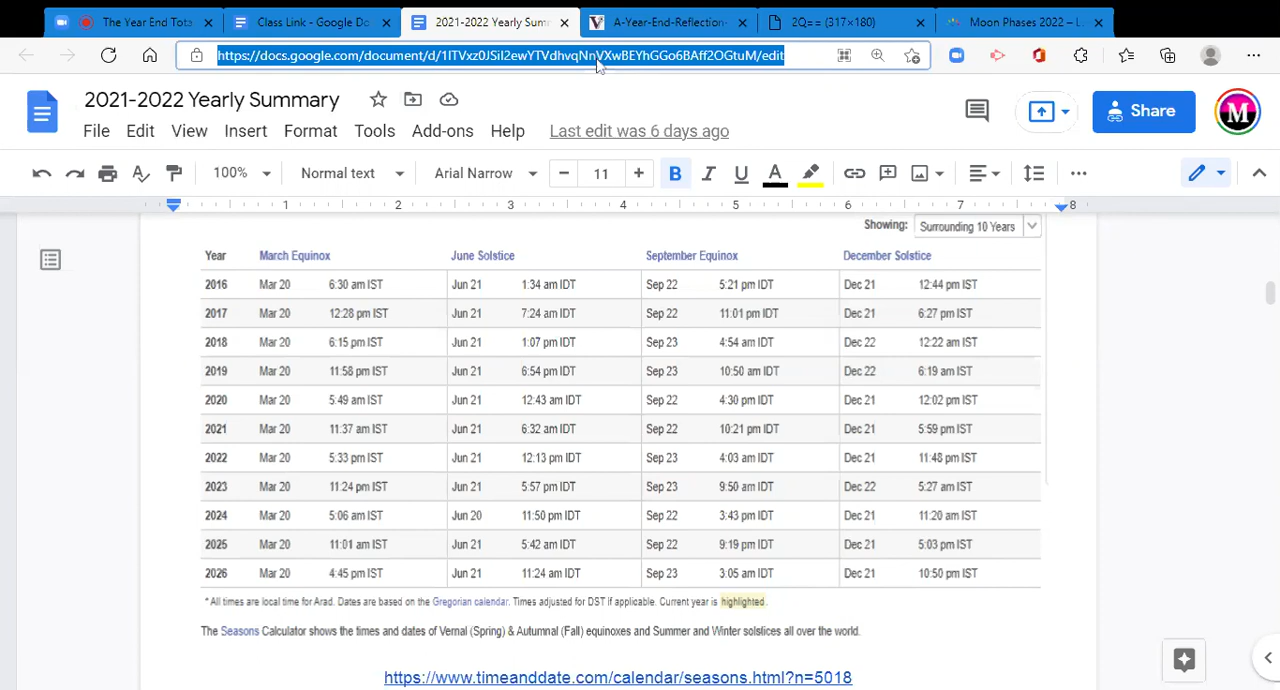 The Year End Tota
Class Link - Google Do
2021-2022 Yearly Summ
A-Year-End-Reflection-
2Q== (317×180)
Moon Phases 2022 – L
https://docs.google.com/document/d/1lTVxz0JSiI2ewYTVdhvqNnVXwBEYhGGo6BAff2OGtuM/edit
2021-2022 Yearly Summary
M
Share
File Edit View Insert Format Tools Add-ons Help Last edit was 6 days ago
100% Normal text Arial Narrow 11 B I U A
1 2 3 4 5 6 7 8
Showing: Surrounding 10 Years
Year March Equinox June Solstice September Equinox December Solstice
2016 Mar 20 6:30 am IST Jun 21 1:34 am IDT Sep 22 5:21 pm IDT Dec 21 12:44 pm IST
2017 Mar 20 12:28 pm IST Jun 21 7:24 am IDT Sep 22 11:01 pm IDT Dec 21 6:27 pm IST
2018 Mar 20 6:15 pm IST Jun 21 1:07 pm IDT Sep 23 4:54 am IDT Dec 22 12:22 am IST
2019 Mar 20 11:58 pm IST Jun 21 6:54 pm IDT Sep 23 10:50 am IDT Dec 22 6:19 am IST
2020 Mar 20 5:49 am IST Jun 21 12:43 am IDT Sep 22 4:30 pm IDT Dec 21 12:02 pm IST
2021 Mar 20 11:37 am IST Jun 21 6:32 am IDT Sep 22 10:21 pm IDT Dec 21 5:59 pm IST
2022 Mar 20 5:33 pm IST Jun 21 12:13 pm IDT Sep 23 4:03 am IDT Dec 21 11:48 pm IST
2023 Mar 20 11:24 pm IST Jun 21 5:57 pm IDT Sep 23 9:50 am IDT Dec 22 5:27 am IST
2024 Mar 20 5:06 am IST Jun 20 11:50 pm IDT Sep 22 3:43 pm IDT Dec 21 11:20 am IST
2025 Mar 20 11:01 am IST Jun 21 5:42 am IDT Sep 22 9:19 pm IDT Dec 21 5:03 pm IST
2026 Mar 20 4:45 pm IST Jun 21 11:24 am IDT Sep 23 3:05 am IDT Dec 21 10:50 pm IST
* All times are local time for Arad. Dates are based on the Gregorian calendar. Times adjusted for DST if applicable. Current year is highlighted.
The Seasons Calculator shows the times and dates of Vernal (Spring) & Autumnal (Fall) equinoxes and Summer and Winter solstices all over the world.
https://www.timeanddate.com/calendar/seasons.html?n=5018